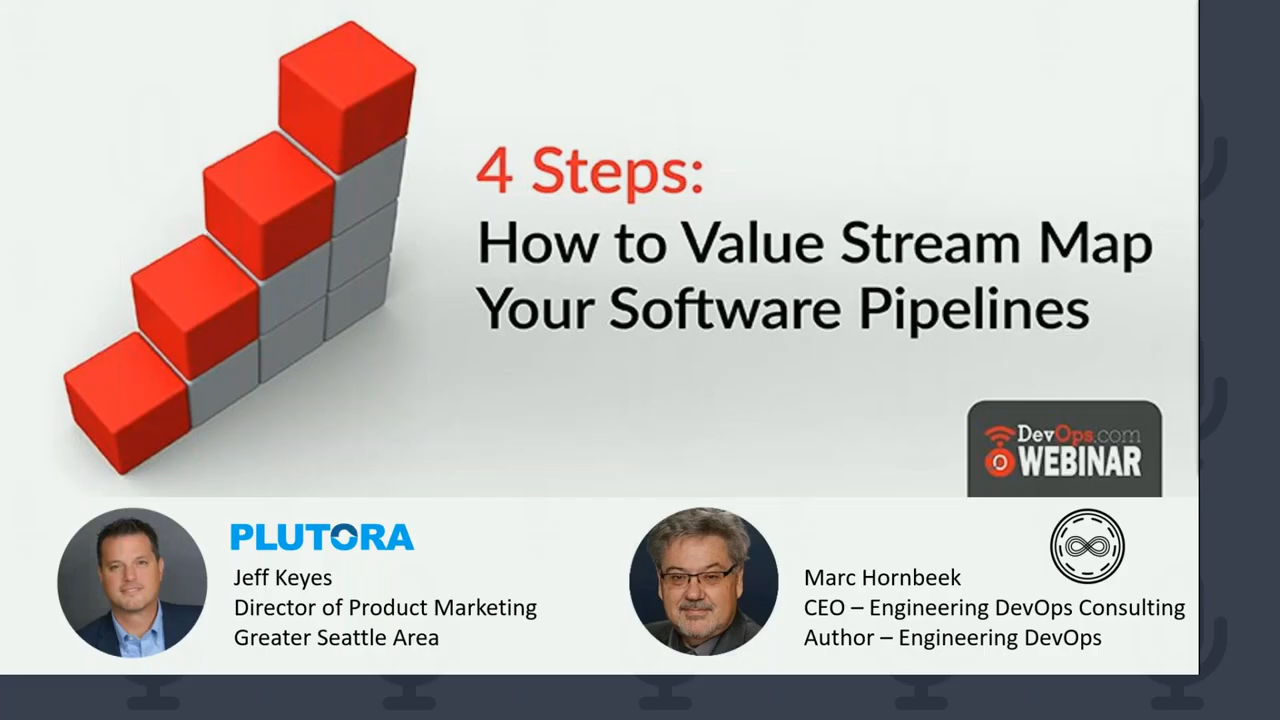 4 Steps:
How to Value Stream Map
Your Software Pipelines
DevOps.com
WEBINAR
PLUTORA
Jeff Keyes
Director of Product Marketing
Greater Seattle Area
Marc Hornbeek
CEO – Engineering DevOps Consulting
Author – Engineering DevOps